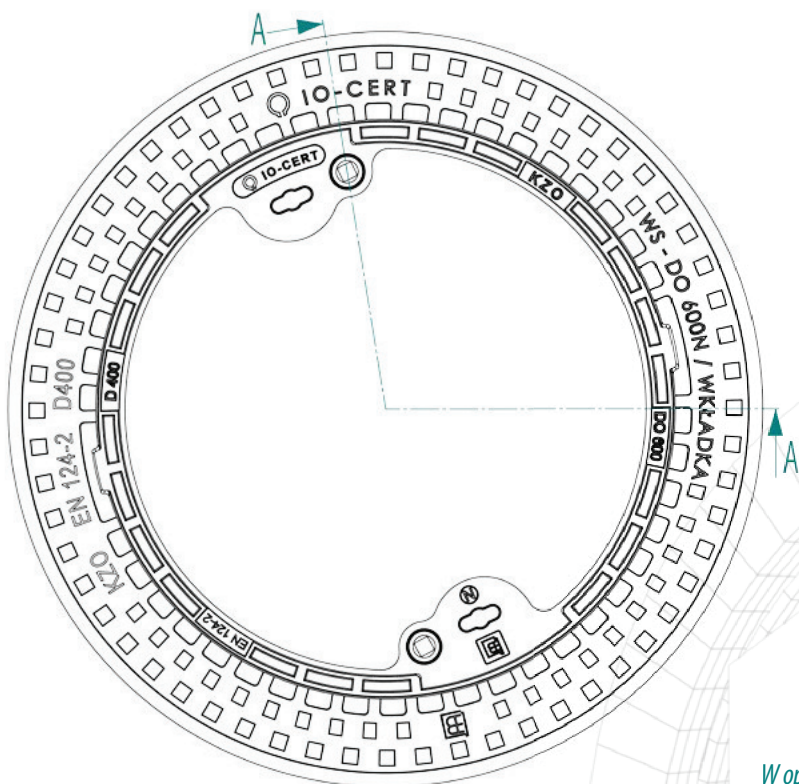 A
IO-CERT
IO-CERT
KZO
WS - DO 600N / WKŁADKA
D 400
DO 600
A
KZO EN 124-2 D400
EN 124-2
N
W op